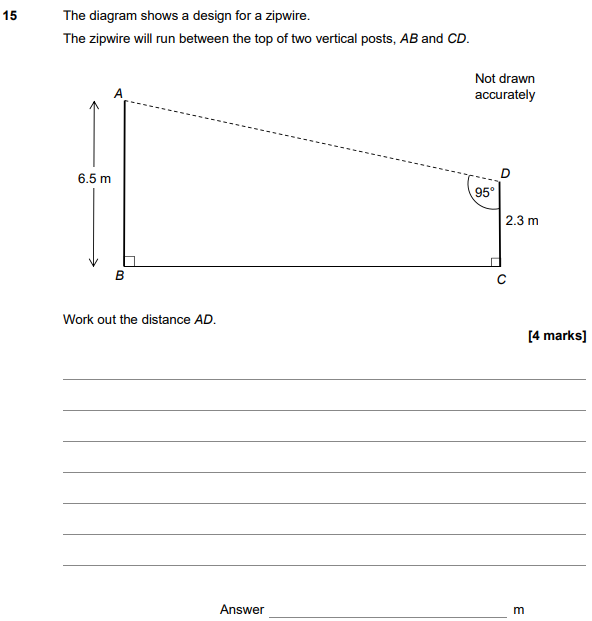 15 The diagram shows a design for a zipwire.
The zipwire will run between the top of two vertical posts, AB and CD.
Not drawn
accurately
A
D
6.5 m
95°
2.3 m
B
C
Work out the distance AD.
[4 marks]
Answer m